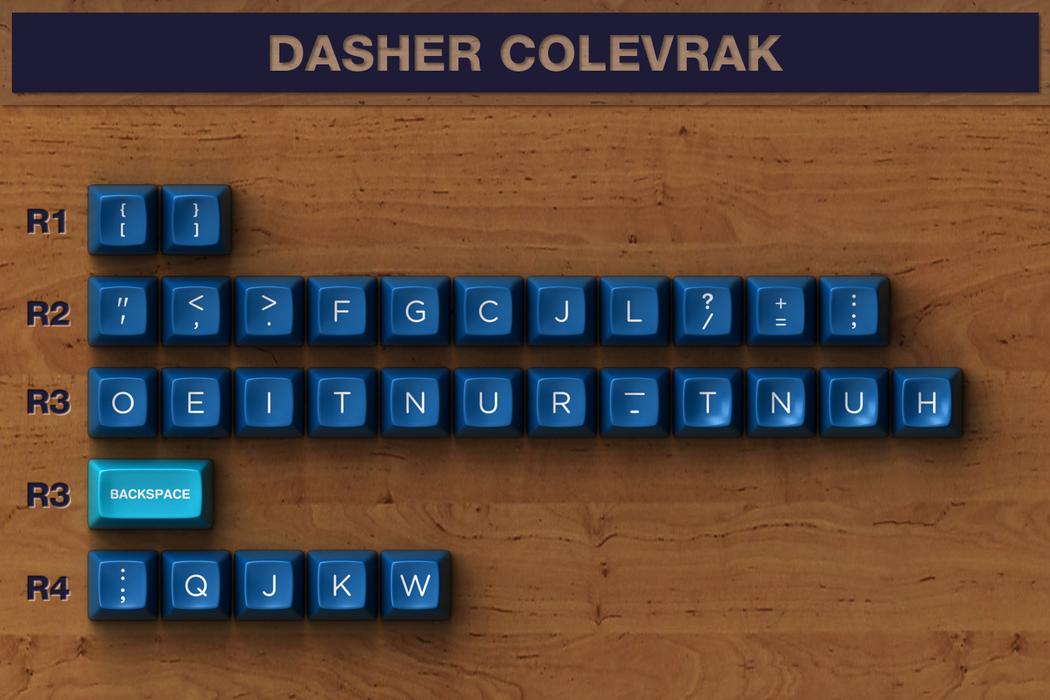 DASHER COLEVRAK
R1 { [ } ]
R2 " ' < , > . F G C J L ? / + = : ;
R3 O E I T N U R _ - T N U H
R3 BACKSPACE
R4 : ; Q J K W